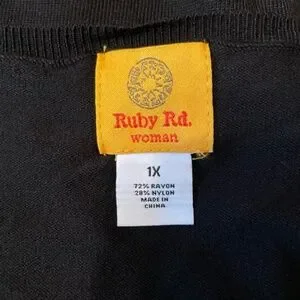 Ruby Rd.
woman
1X
72% RAYON
28% NYLON
MADE IN
CHINA